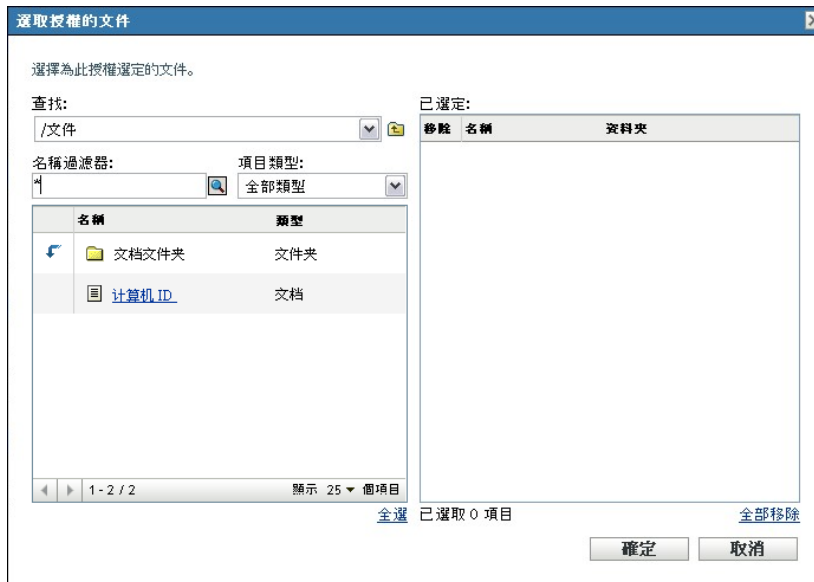 選取授權的文件
選擇為此授權選定的文件。
查找:
/文件
名稱過濾器:
項目類型:
*
全部類型
名稱
類型
文档文件夹
文件夹
计算机 ID
文档
1 - 2 / 2
顯示 25 個項目
全選
已選定:
移除 名稱 資料夾
已選取 0 項目
全部移除
確定
取消